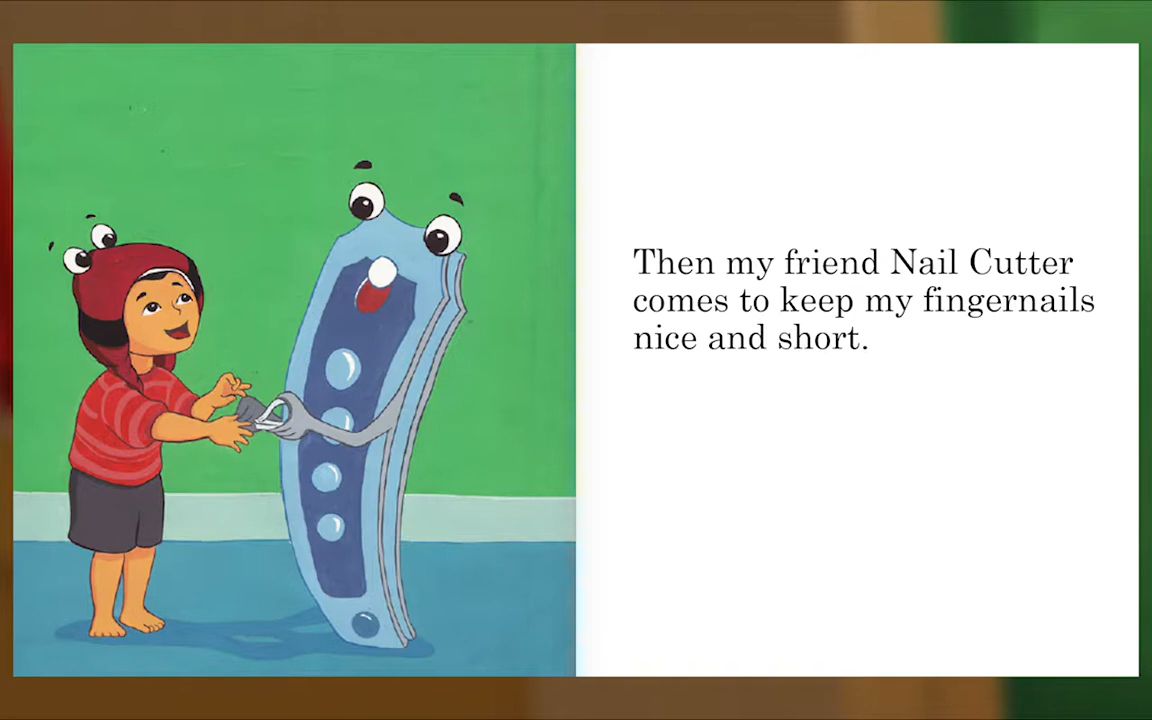 Then my friend Nail Cutter
comes to keep my fingernails
nice and short.